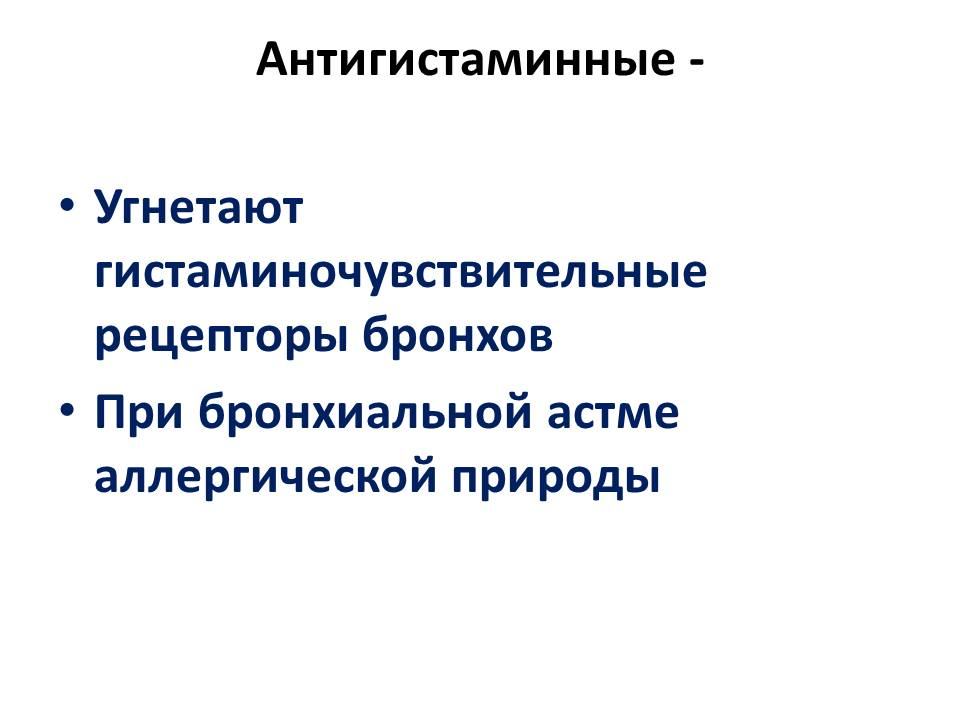 Антигистаминные -
• Угнетают
гистаминочувствительные
рецепторы бронхов
• При бронхиальной астме
аллергической природы